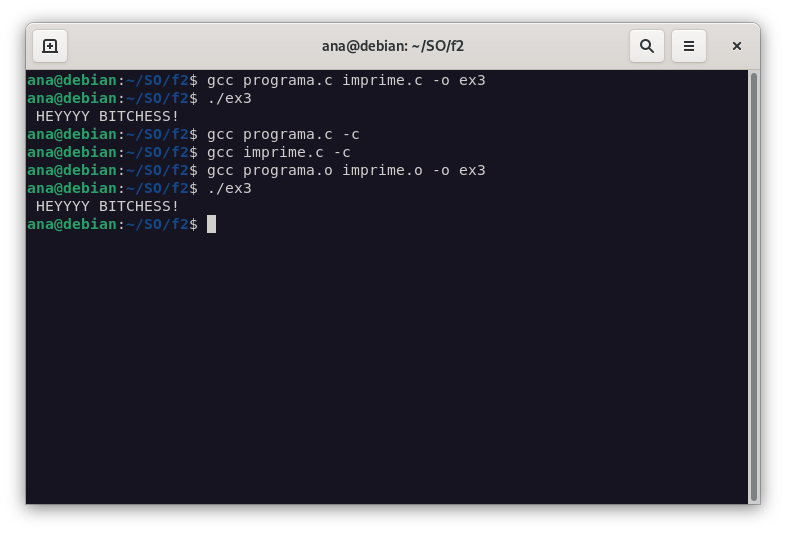 ana@debian: ~/SO/f2
ana@debian:~/SO/f2$ gcc programa.c imprime.c -o ex3
ana@debian:~/SO/f2$ ./ex3
 HEYYYY BITCHESS!
ana@debian:~/SO/f2$ gcc programa.c -c
ana@debian:~/SO/f2$ gcc imprime.c -c
ana@debian:~/SO/f2$ gcc programa.o imprime.o -o ex3
ana@debian:~/SO/f2$ ./ex3
 HEYYYY BITCHESS!
ana@debian:~/SO/f2$